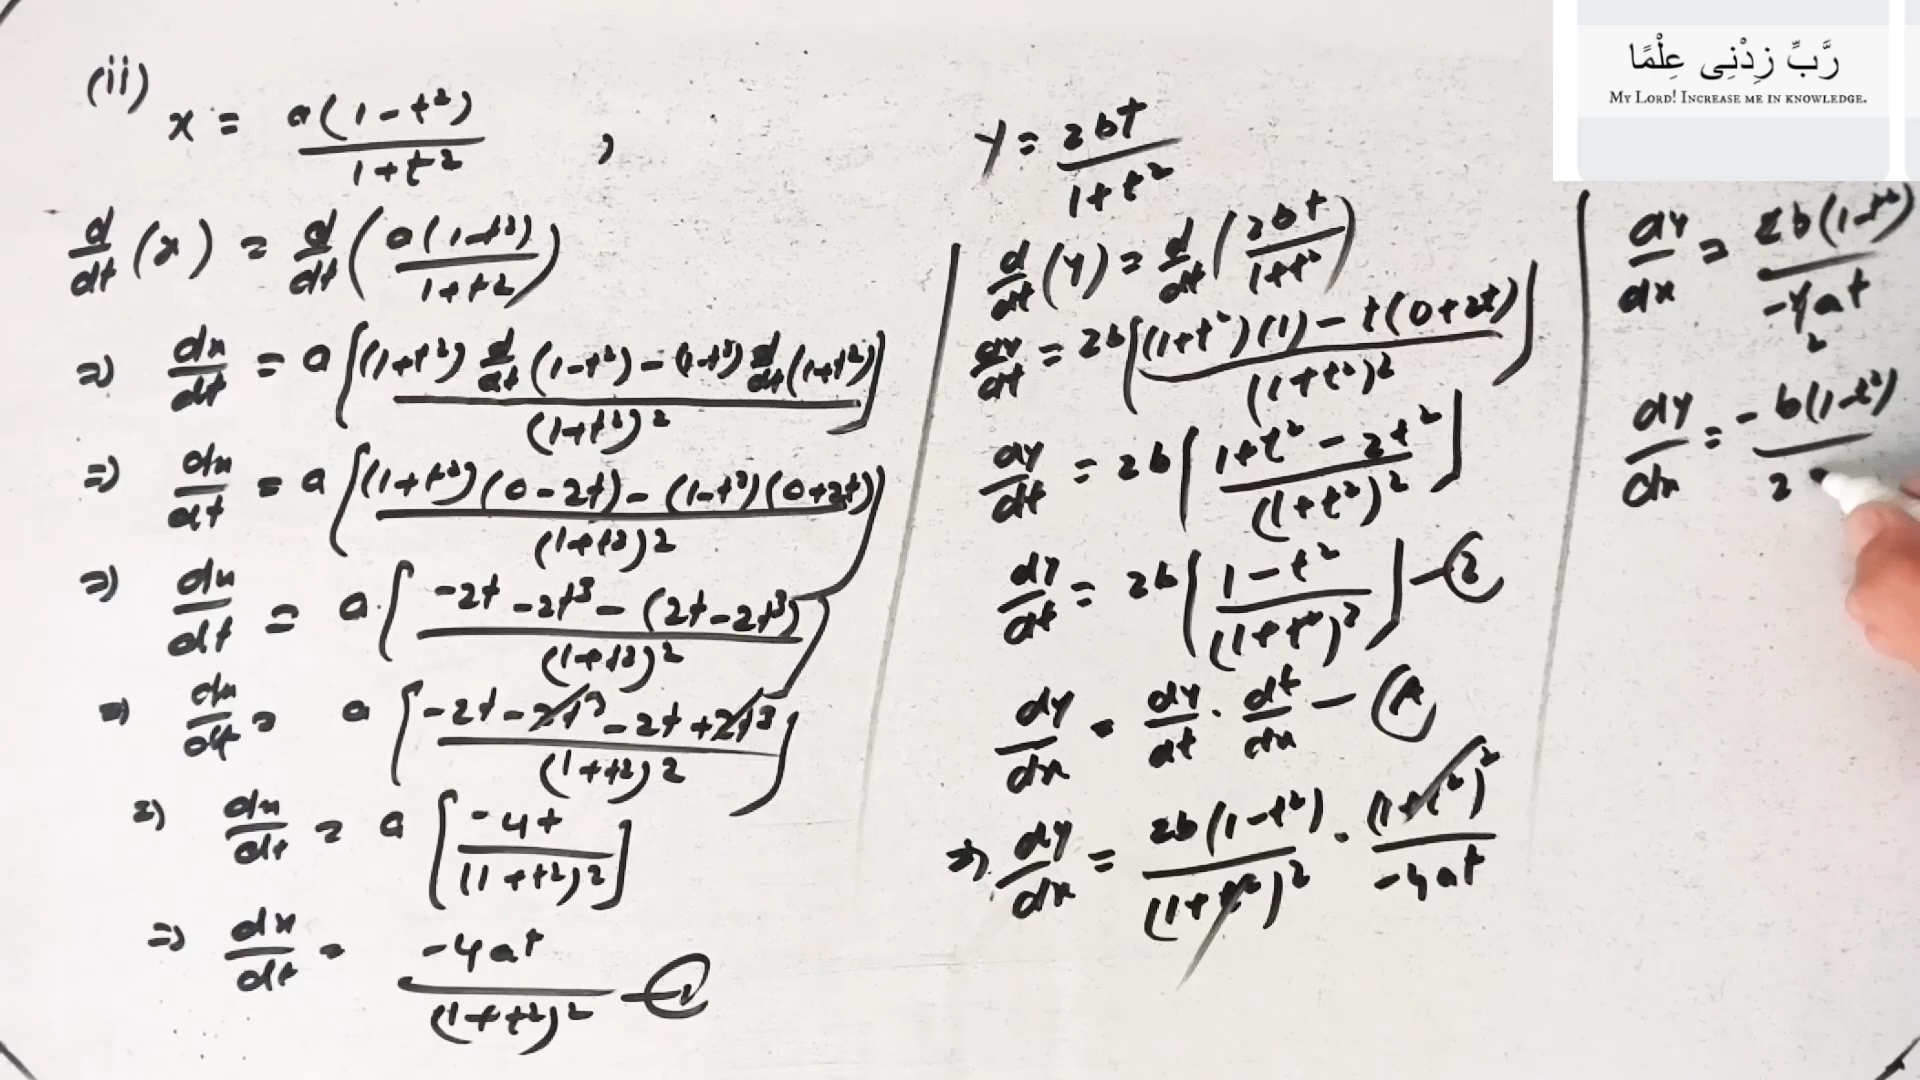 (ii)
x = a(1-t²)/1+t² ,
d/dt (x) = d/dt (a(1-t²)/1+t²)
⇒ dx/dt = a[(1+t²) d/dt (1-t²) - (1-t²) d/dt (1+t²)/(1+t²)²]
⇒ dx/dt = a[(1+t²)(0-2t) - (1-t²)(0+2t)/(1+t²)²]
⇒ dx/dt = a[-2t-2t³-(2t-2t³)/(1+t²)²]
⇒ dx/dt = a[-2t-2t³-2t+2t³/(1+t²)²]
⇒ dx/dt = a[-4t/(1+t²)²]
⇒ dx/dt = -4at/(1+t²)² — ①
y = 2bt/1+t²
d/dt (y) = d/dt (2bt/1+t²)
dy/dt = 2b[(1+t²)(1) - t(0+2t)/(1+t²)²]
dy/dt = 2b[1+t²-2t²/(1+t²)²]
dy/dt = 2b[1-t²/(1+t²)²] — ②
dy/dx = dy/dt · dt/dx — Ⓐ
⇒ dy/dx = 2b(1-t²)/(1+t²)² · (1+t²)²/-4at
رَّبِّ زِدْنِى عِلْمًا
My Lord! Increase me in knowledge.
dy/dx = 2b(1-t²)/-4at
2
dy/dx = -b(1-t²)/2